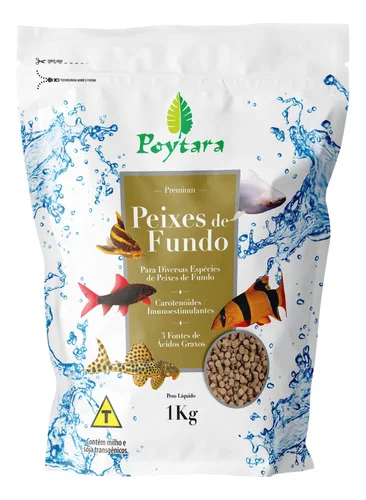 Poytara
Premium
Peixes de
Fundo
Para Diversas Espécies
de Peixes de Fundo
Carotenóides
Imunoestimulantes
3 Fontes de
Ácidos Graxos
Peso Líquido
1Kg
T
Contém milho e
soja transgênicos.